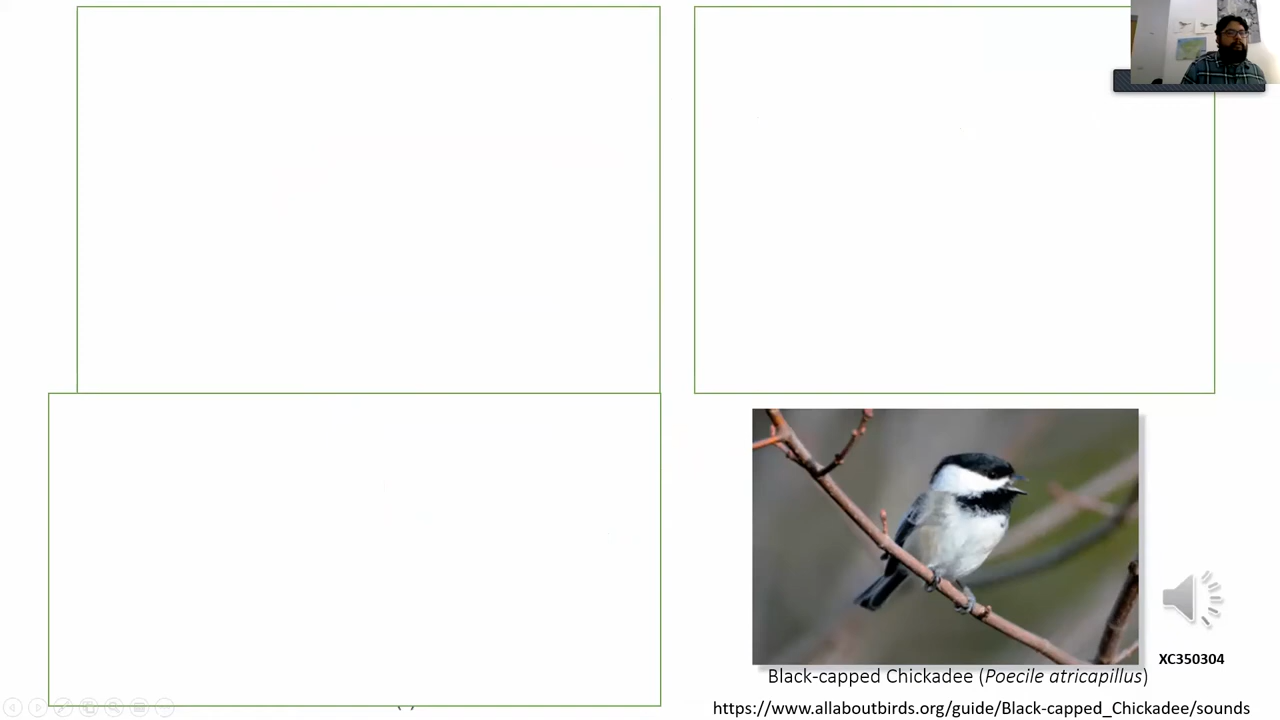 XC350304
Black-capped Chickadee (Poecile atricapillus)
https://www.allaboutbirds.org/guide/Black-capped_Chickadee/sounds